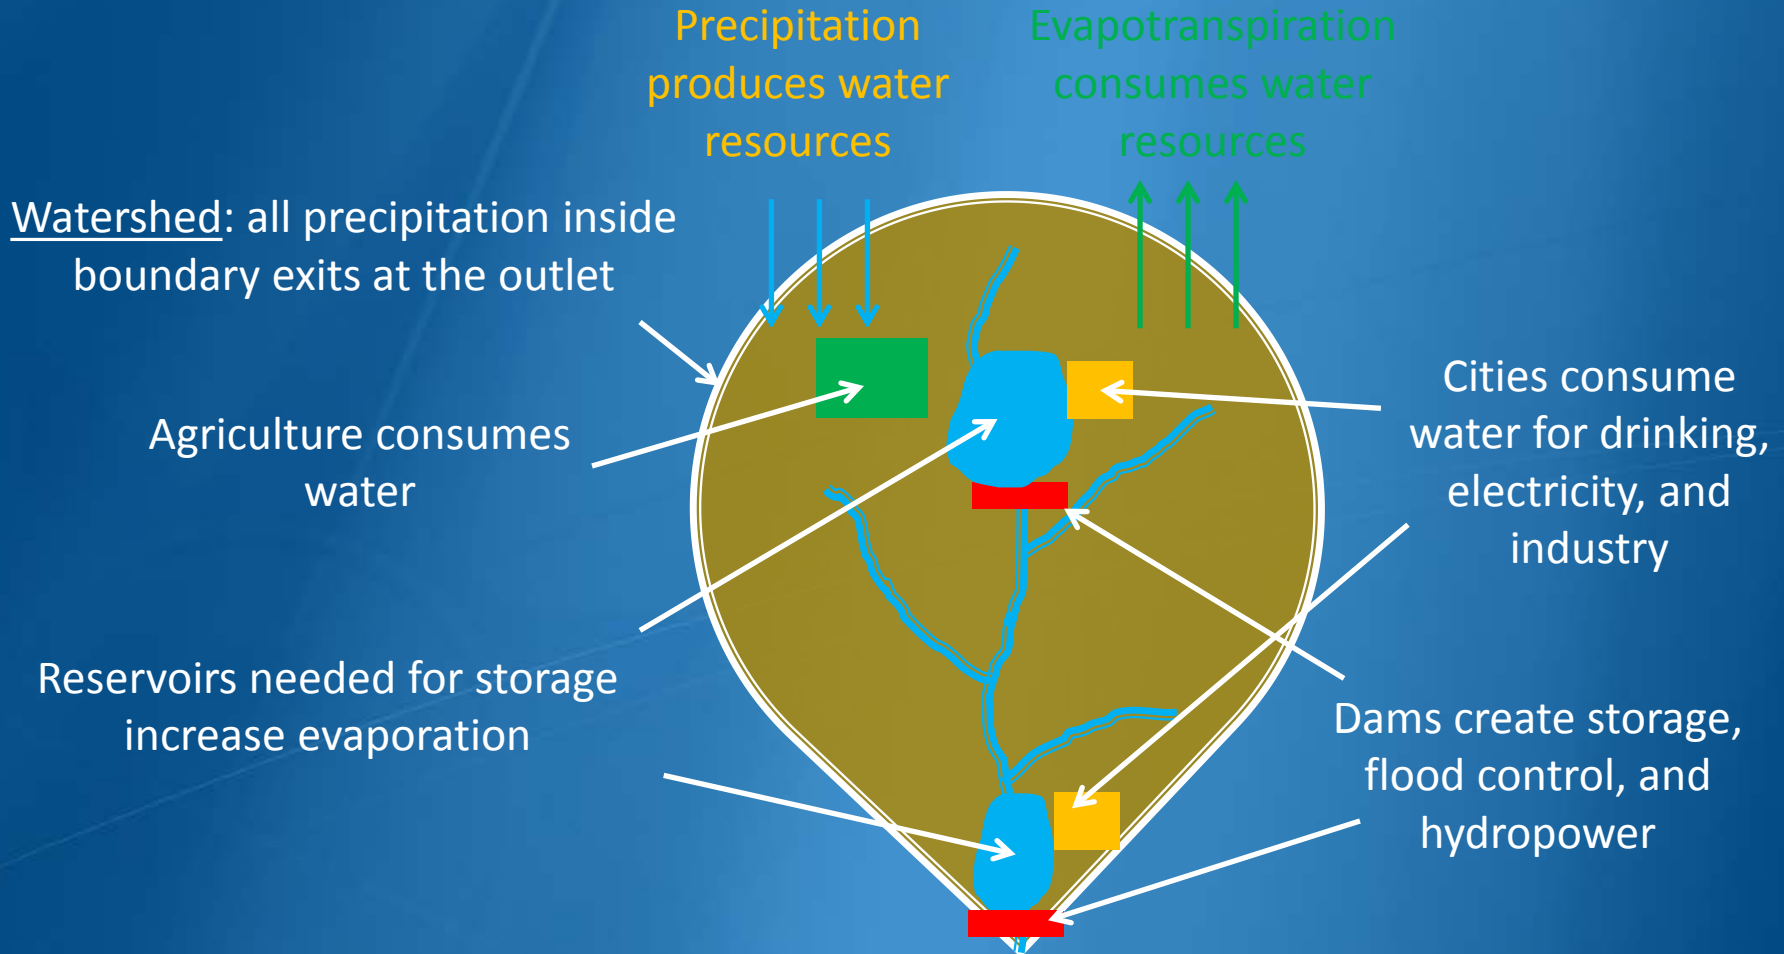 Precipitation
produces water
resources
Evapotranspiration
consumes water
resources
Watershed: all precipitation inside
boundary exits at the outlet
Agriculture consumes
water
Reservoirs needed for storage
increase evaporation
Cities consume
water for drinking,
electricity, and
industry
Dams create storage,
flood control, and
hydropower